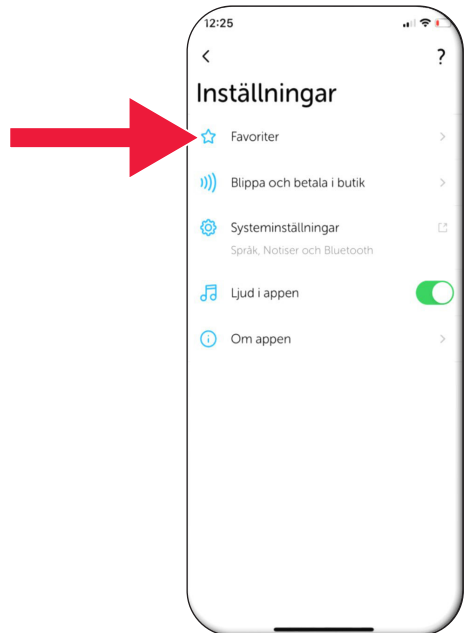 12:25
?
Inställningar
Favoriter
Blippa och betala i butik
Systeminställningar
Språk, Notiser och Bluetooth
Ljud i appen
Om appen